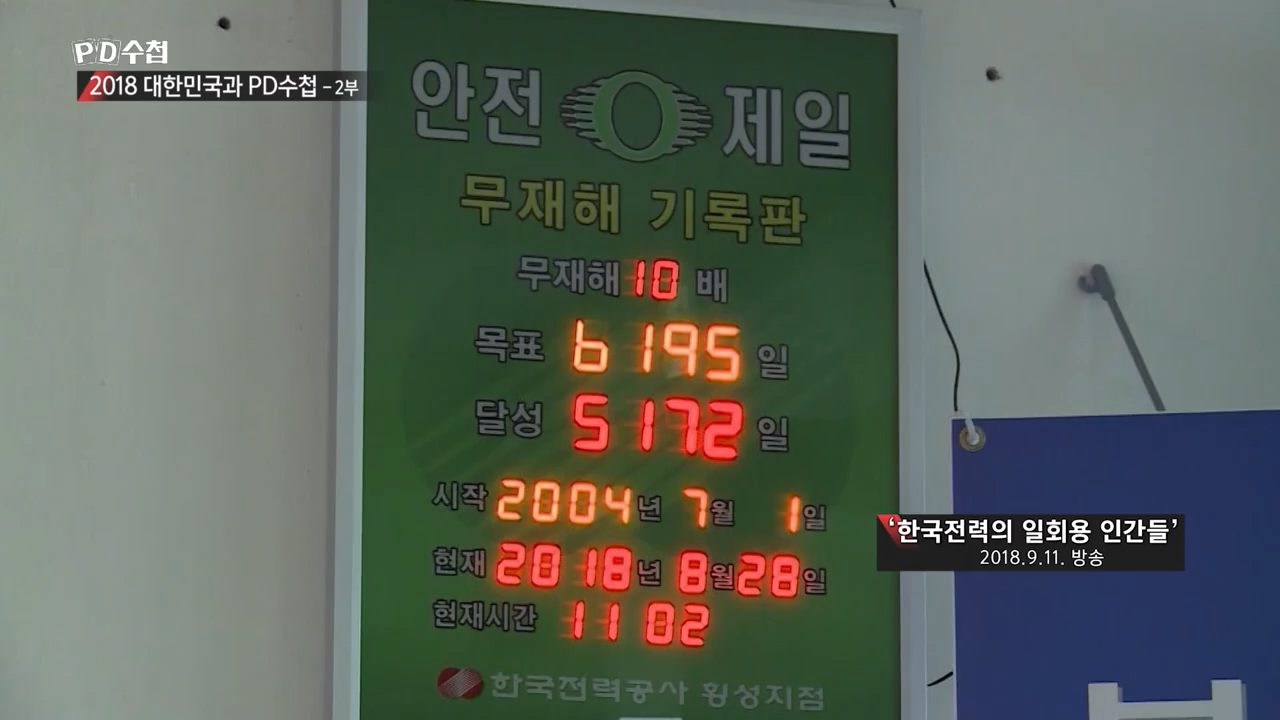 PD수첩
2018 대한민국과 PD수첩 - 2부
안전 제일
무재해 기록판
무재해 10 배
목표 6195 일
달성 5172 일
시작 2004년 7월 1일
현재 2018년 8월 28일
현재시간 11 02
한국전력공사 횡성지점
‘한국전력의 일회용 인간들’
2018.9.11. 방송